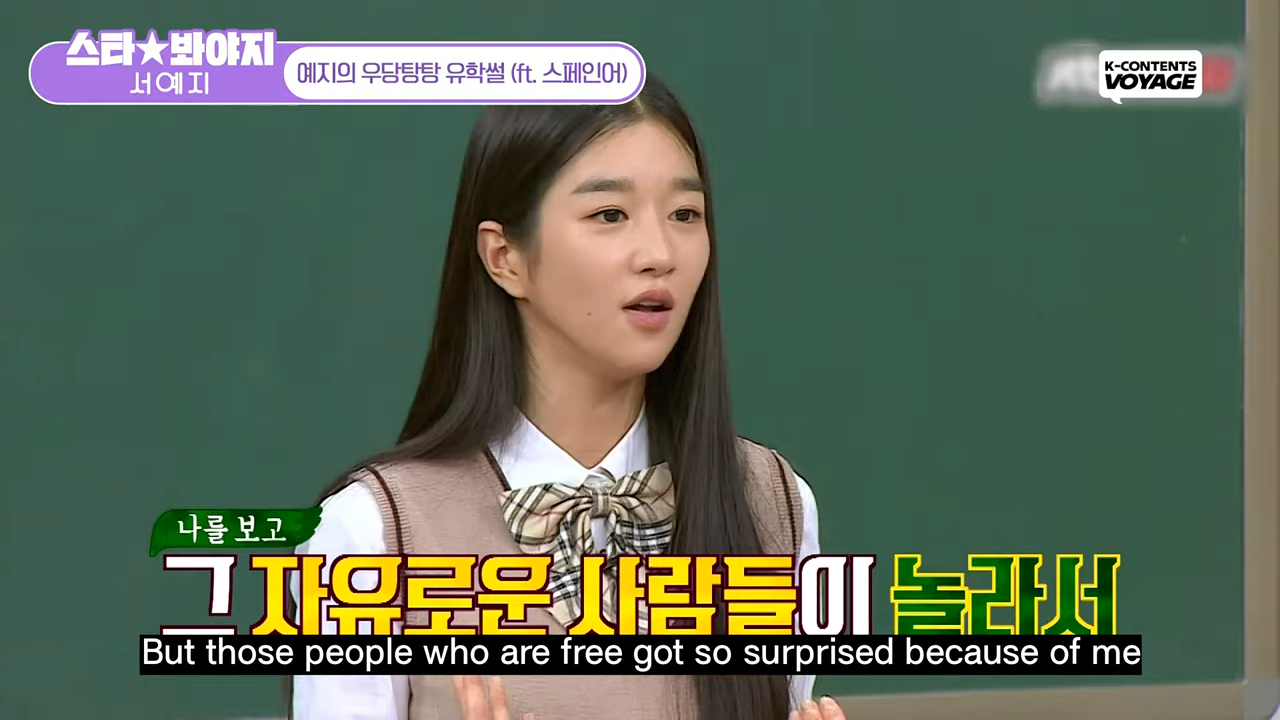 스타★봐야지
서예지
예지의 우당탕탕 유학썰 (ft. 스페인어)
K-CONTENTS
VOYAGE
나를 보고
그 자유로운 사람들이 놀라서
But those people who are free got so surprised because of me